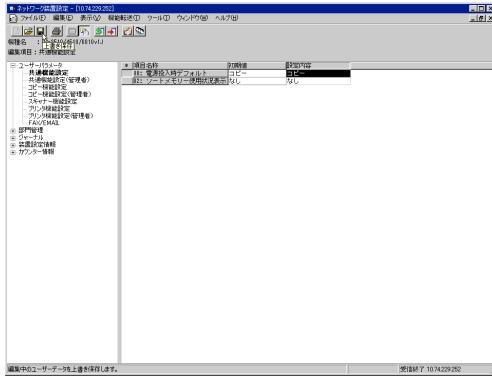 ネットワーク装置設定 - [10.74.229.252]
ファイル(F) 編集(E) 表示(V) 機能転送(T) ツール(T) ウィンドウ(W) ヘルプ(H)
機種名 :
上書き保存
編集項目 : 共通機能設定
ユーザーパラメータ
共通機能設定
共通機能設定(管理者)
コピー機能設定
コピー機能設定(管理者)
スキャナー機能設定
プリンタ機能設定
プリンタ機能設定(管理者)
FAX/EMAIL
部門管理
ジャーナル
装置設定情報
カウンター情報
* 項目名称 初期値 設定内容
00: 電源投入時デフォルト コピー コピー
02: ソートメモリー使用状況表示 なし なし
編集中のユーザーデータを上書き保存します。
受信終了 10.74.229.252